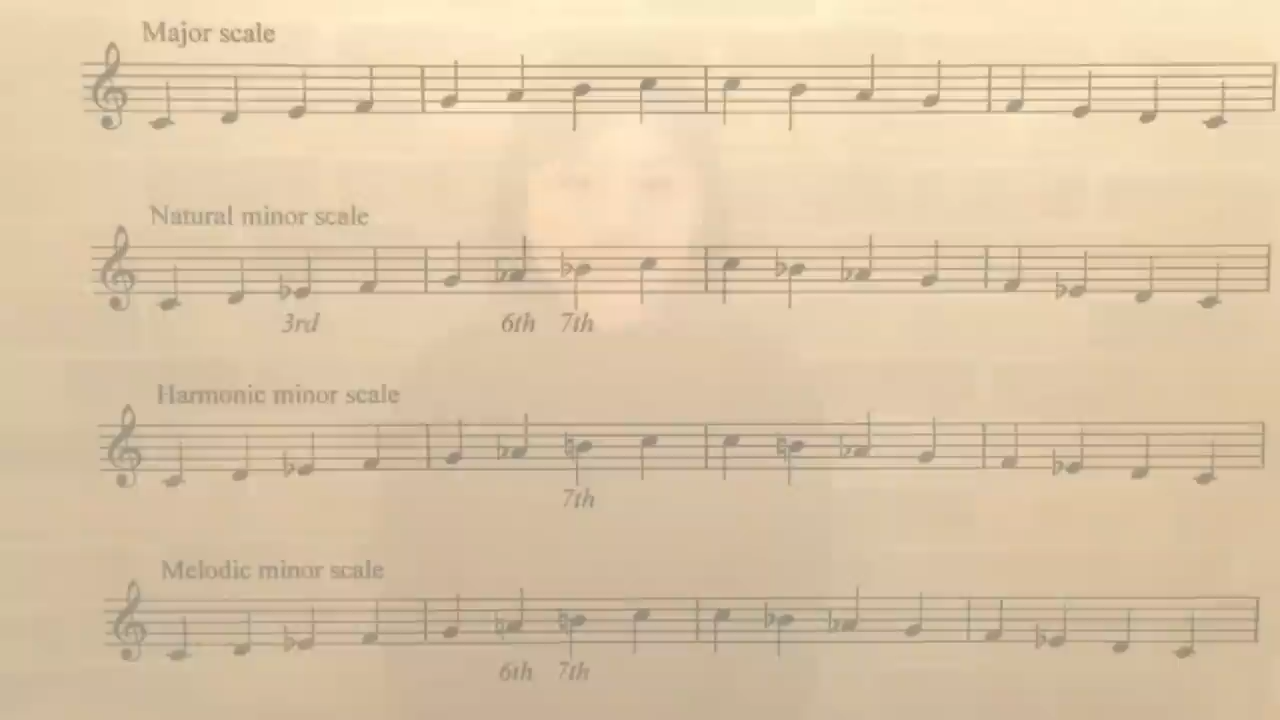 Major scale
Natural minor scale
3rd 6th 7th
Harmonic minor scale
7th
Melodic minor scale
6th 7th